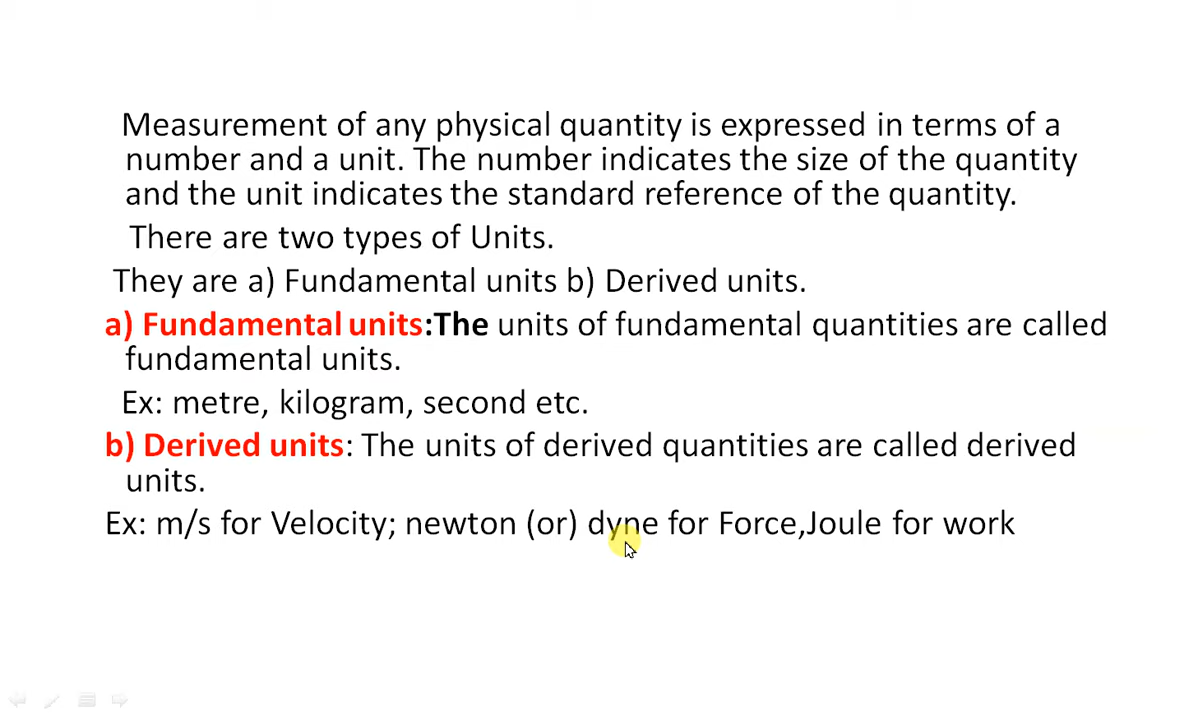 Measurement of any physical quantity is expressed in terms of a
number and a unit. The number indicates the size of the quantity
and the unit indicates the standard reference of the quantity.
There are two types of Units.
They are a) Fundamental units b) Derived units.
a) Fundamental units:The units of fundamental quantities are called
fundamental units.
Ex: metre, kilogram, second etc.
b) Derived units: The units of derived quantities are called derived
units.
Ex: m/s for Velocity; newton (or) dyne for Force,Joule for work